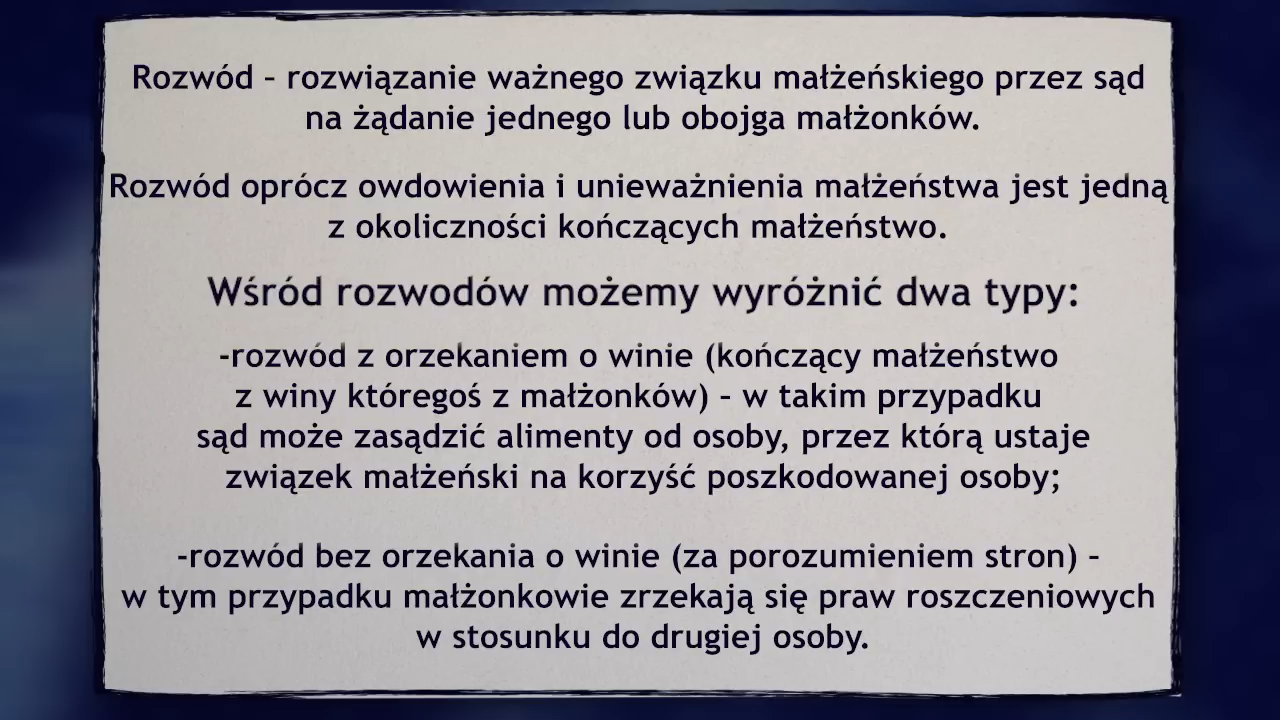 Rozwód – rozwiązanie ważnego związku małżeńskiego przez sąd
na żądanie jednego lub obojga małżonków.
Rozwód oprócz owdowienia i unieważnienia małżeństwa jest jedną
z okoliczności kończących małżeństwo.
Wśród rozwodów możemy wyróżnić dwa typy:
-rozwód z orzekaniem o winie (kończący małżeństwo
z winy któregoś z małżonków) – w takim przypadku
sąd może zasądzić alimenty od osoby, przez którą ustaje
związek małżeński na korzyść poszkodowanej osoby;
-rozwód bez orzekania o winie (za porozumieniem stron) –
w tym przypadku małżonkowie zrzekają się praw roszczeniowych
w stosunku do drugiej osoby.